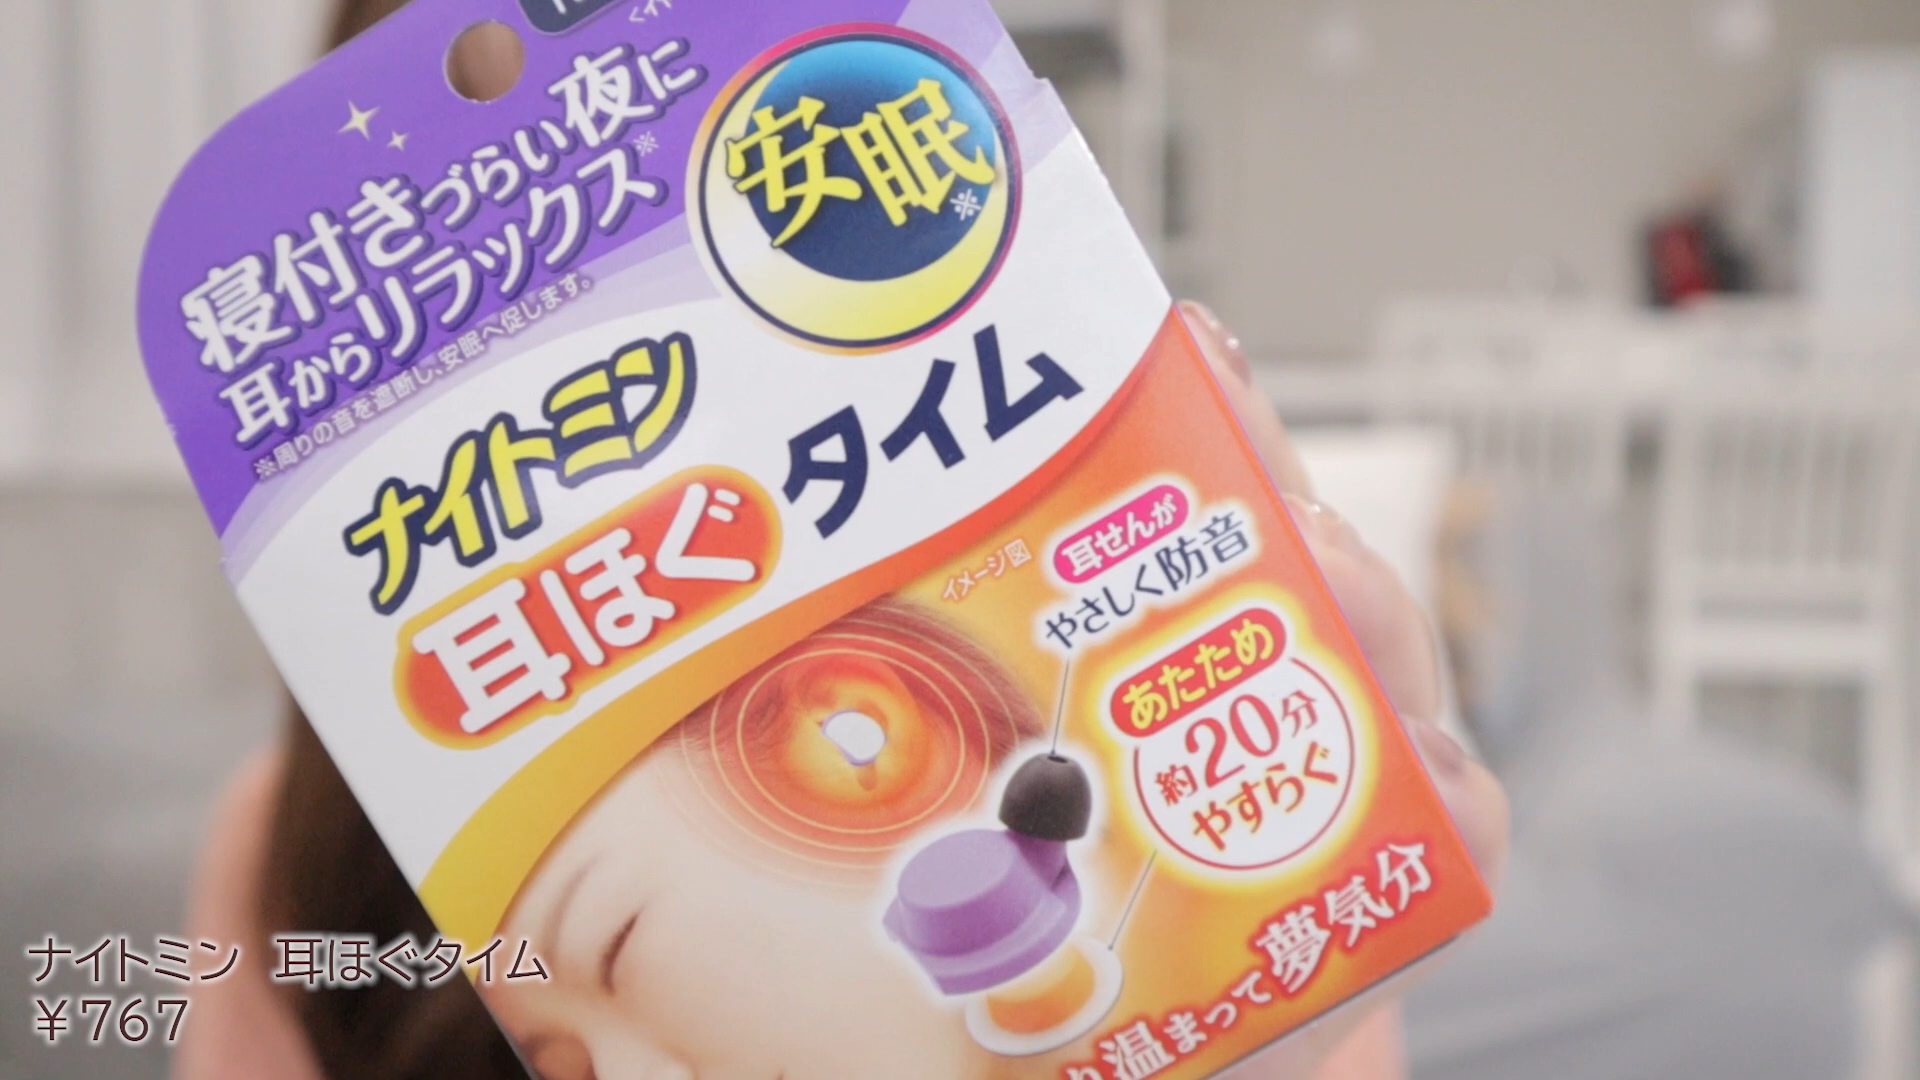 寝付きづらい夜に
耳からリラックス※
※周りの音を遮断し、安眠へ促します。
安眠※
ナイトミン
耳ほぐタイム
イメージ図
耳せんが
やさしく防音
あたため
約20分
やすらぐ
り温まって夢気分
ナイトミン 耳ほぐタイム
￥767